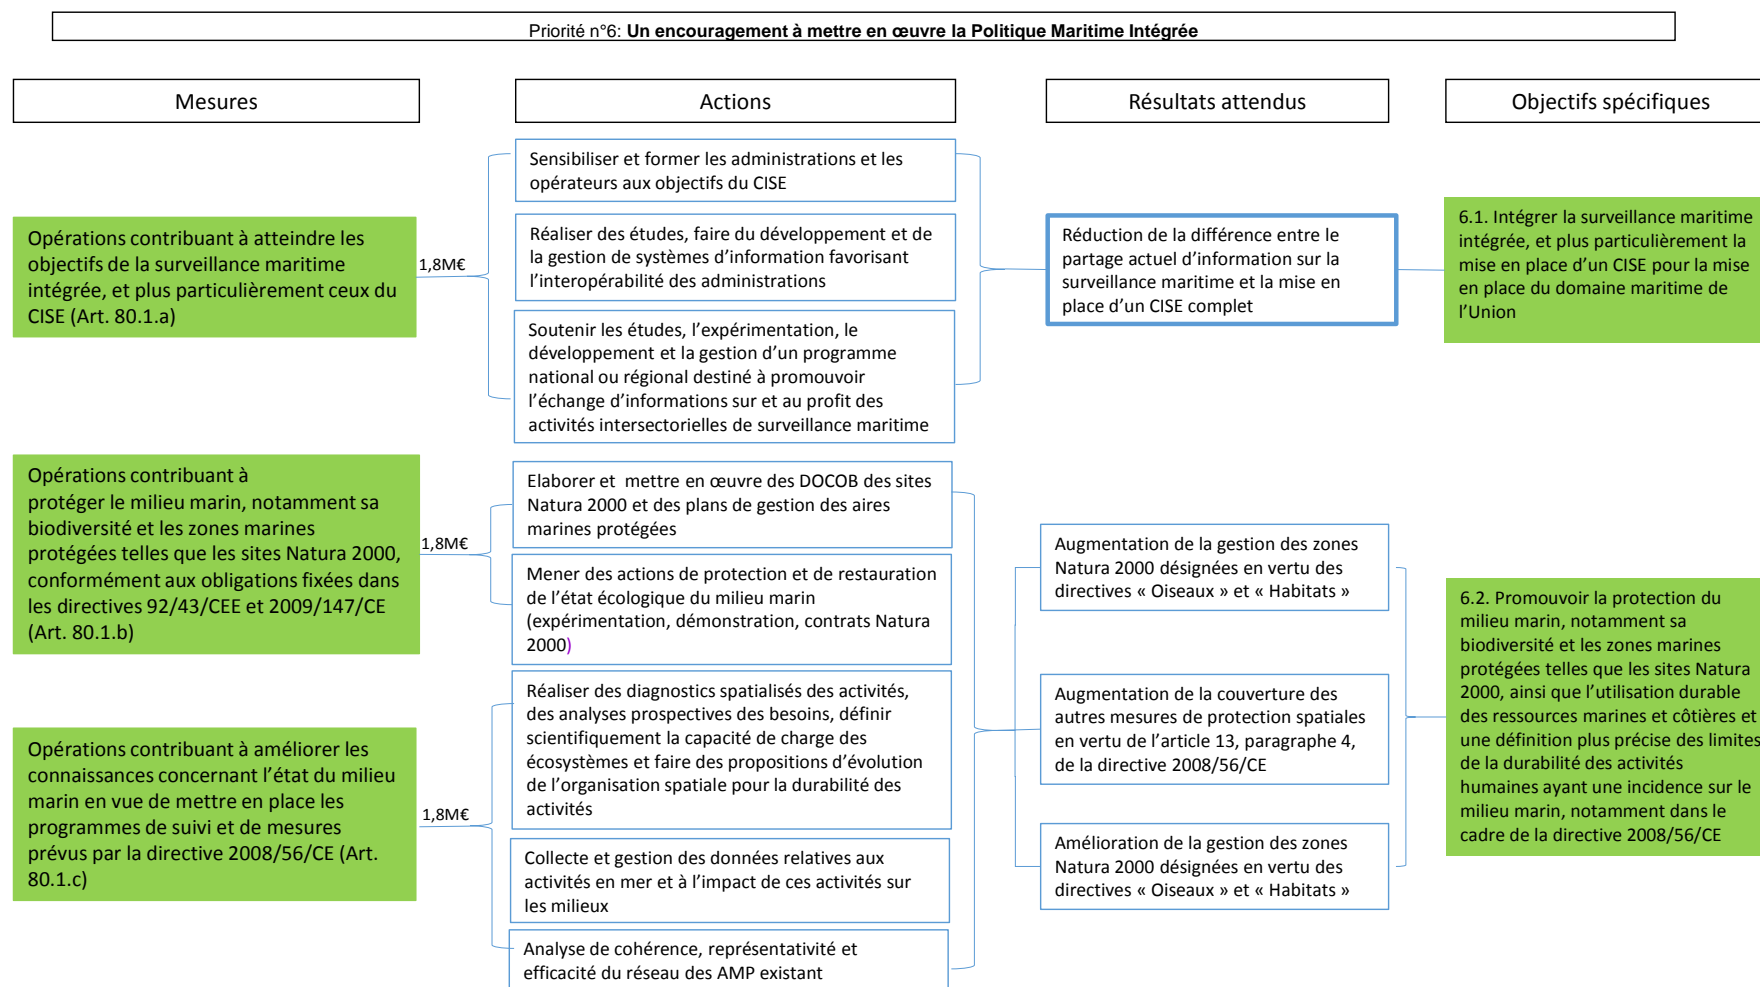 Priorité n°6: Un encouragement à mettre en œuvre la Politique Maritime Intégrée
Mesures
Actions
Résultats attendus
Objectifs spécifiques
Opérations contribuant à atteindre les
objectifs de la surveillance maritime
intégrée, et plus particulièrement ceux du
CISE (Art. 80.1.a)
1,8M€
Sensibiliser et former les administrations et les
opérateurs aux objectifs du CISE
Réaliser des études, faire du développement et de
la gestion de systèmes d’information favorisant
l’interopérabilité des administrations
Soutenir les études, l’expérimentation, le
développement et la gestion d’un programme
national ou régional destiné à promouvoir
l’échange d’informations sur et au profit des
activités intersectorielles de surveillance maritime
Réduction de la différence entre le
partage actuel d’information sur la
surveillance maritime et la mise en
place d’un CISE complet
6.1. Intégrer la surveillance maritime
intégrée, et plus particulièrement la
mise en place d’un CISE pour la mise
en place du domaine maritime de
l’Union
Opérations contribuant à
protéger le milieu marin, notamment sa
biodiversité et les zones marines
protégées telles que les sites Natura 2000,
conformément aux obligations fixées dans
les directives 92/43/CEE et 2009/147/CE
(Art. 80.1.b)
1,8M€
Elaborer et  mettre en œuvre des DOCOB des sites
Natura 2000 et des plans de gestion des aires
marines protégées
Mener des actions de protection et de restauration
de l’état écologique du milieu marin
(expérimentation, démonstration, contrats Natura
2000)
Opérations contribuant à améliorer les
connaissances concernant l’état du milieu
marin en vue de mettre en place les
programmes de suivi et de mesures
prévus par la directive 2008/56/CE (Art.
80.1.c)
1,8M€
Réaliser des diagnostics spatialisés des activités,
des analyses prospectives des besoins, définir
scientifiquement la capacité de charge des
écosystèmes et faire des propositions d’évolution
de l’organisation spatiale pour la durabilité des
activités
Collecte et gestion des données relatives aux
activités en mer et à l’impact de ces activités sur
les milieux
Analyse de cohérence, représentativité et
efficacité du réseau des AMP existant
Augmentation de la gestion des zones
Natura 2000 désignées en vertu des
directives « Oiseaux » et « Habitats »
Augmentation de la couverture des
autres mesures de protection spatiales
en vertu de l’article 13, paragraphe 4,
de la directive 2008/56/CE
Amélioration de la gestion des zones
Natura 2000 désignées en vertu des
directives « Oiseaux » et « Habitats »
6.2. Promouvoir la protection du
milieu marin, notamment sa
biodiversité et les zones marines
protégées telles que les sites Natura
2000, ainsi que l’utilisation durable
des ressources marines et côtières et
une définition plus précise des limites
de la durabilité des activités
humaines ayant une incidence sur le
milieu marin, notamment dans le
cadre de la directive 2008/56/CE